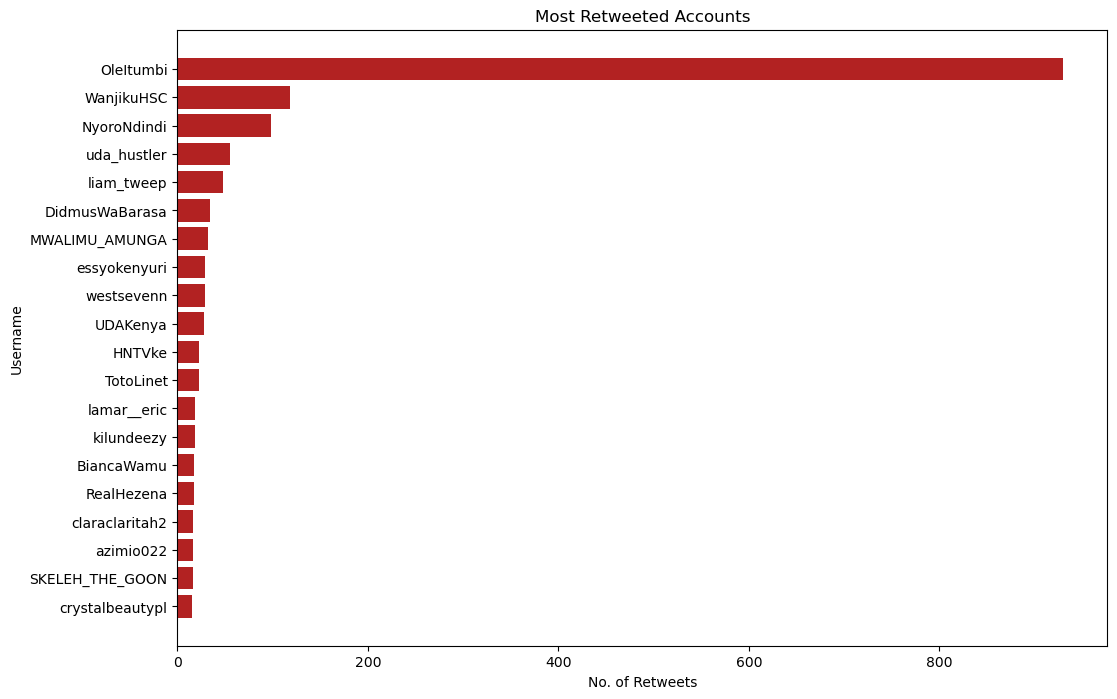 Most Retweeted Accounts
Username
OleItumbi
WanjikuHSC
NyoroNdindi
uda_hustler
liam_tweep
DidmusWaBarasa
MWALIMU_AMUNGA
essyokenyuri
westsevenn
UDAKenya
HNTVke
TotoLinet
lamar__eric
kilundeezy
BiancaWamu
RealHezena
claraclaritah2
azimio022
SKELEH_THE_GOON
crystalbeautypl
0 200 400 600 800
No. of Retweets